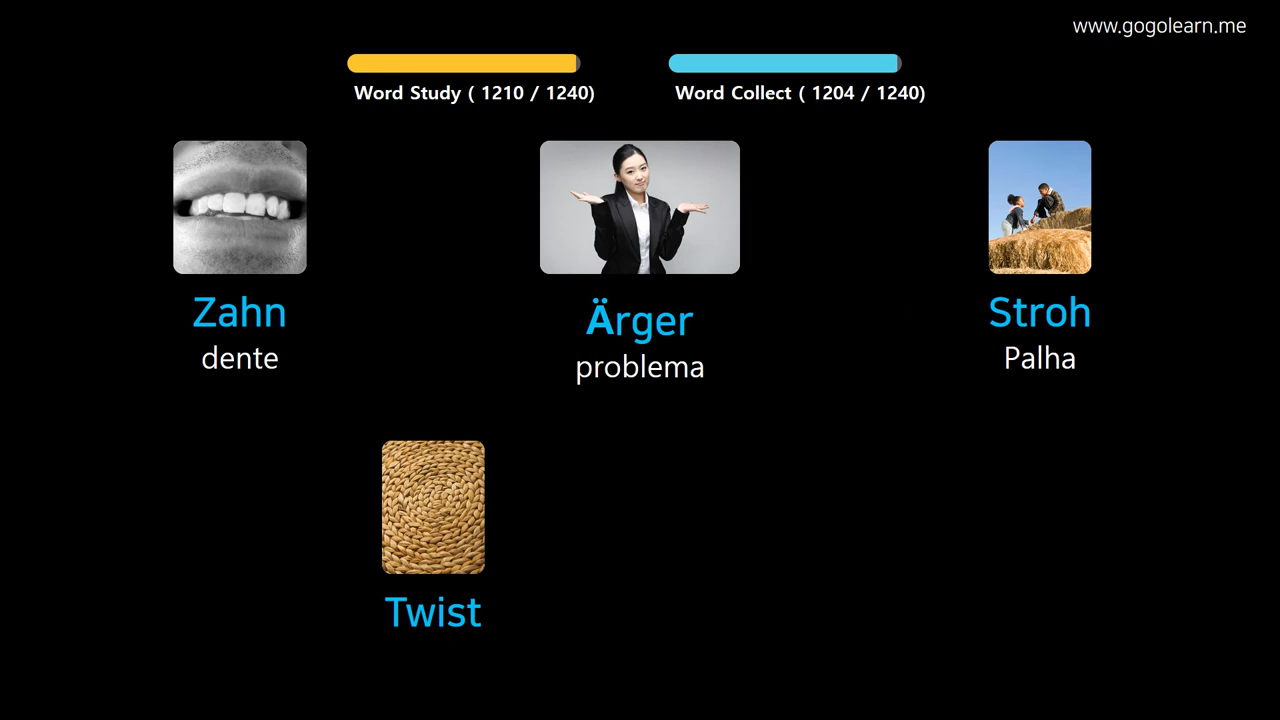 www.gogolearn.me
Word Study ( 1210 / 1240)
Word Collect ( 1204 / 1240)
Zahn
dente
Ärger
problema
Stroh
Palha
Twist